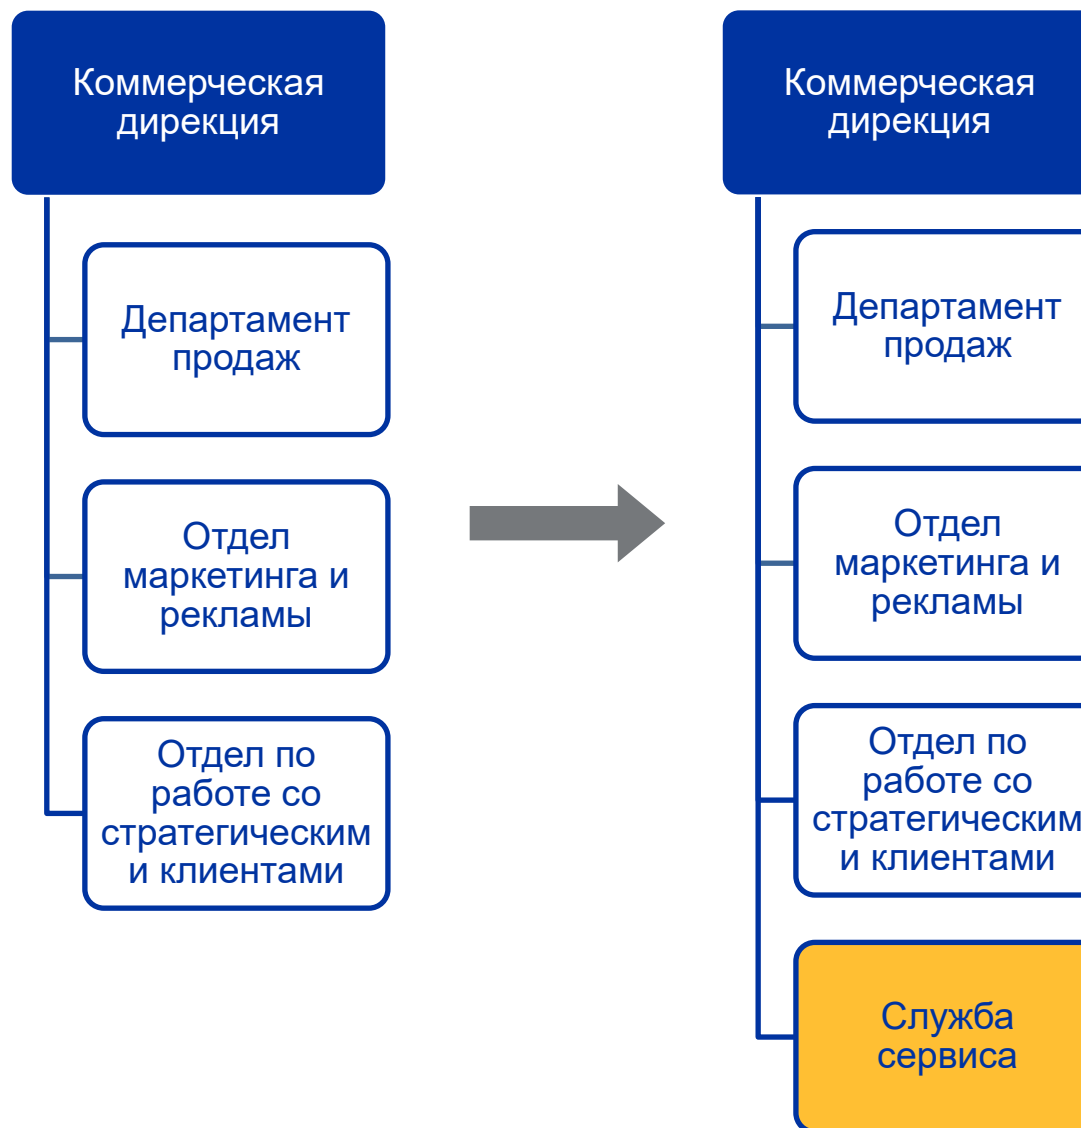 Коммерческая
дирекция
Департамент
продаж
Отдел
маркетинга и
рекламы
Отдел по
работе со
стратегическим
и клиентами
Коммерческая
дирекция
Департамент
продаж
Отдел
маркетинга и
рекламы
Отдел по
работе со
стратегическим
и клиентами
Служба
сервиса